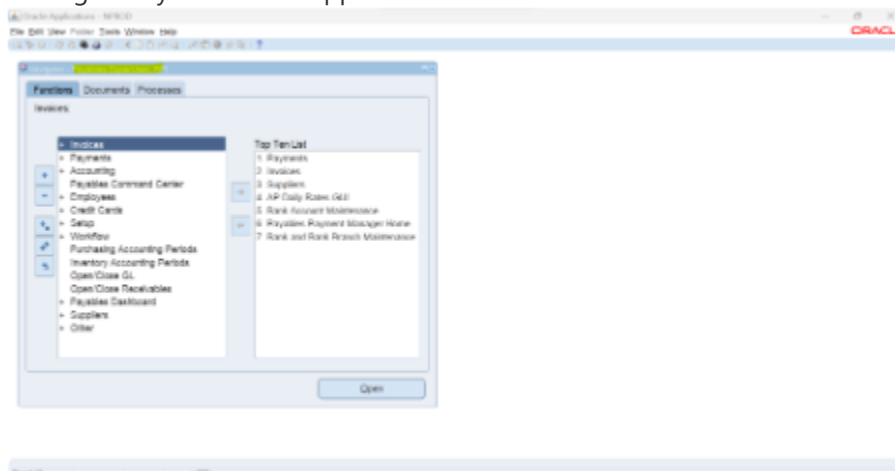 Oracle Applications - NPROD
File Edit View Folder Tools Window Help
ORACL
Functions Documents Processes
Invoices
+ Invoices
+ Payments
+ Accounting
Payables Command Center
+ Employees
+ Credit Cards
+ Setup
+ Workflow
Purchasing Accounting Periods
Inventory Accounting Periods
Open/Close GL
Open/Close Receivables
+ Payables Dashboard
+ Suppliers
+ Other
Top Ten List
1. Payments
2. Invoices
3. Suppliers
4. AP Daily Rates GUI
5. Bank Account Maintenance
6. Payables Payment Manager Home
7. Bank and Bank Branch Maintenance
Open